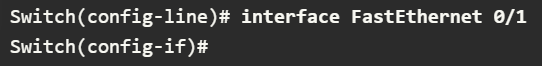 Switch(config-line)# interface FastEthernet 0/1
Switch(config-if)#